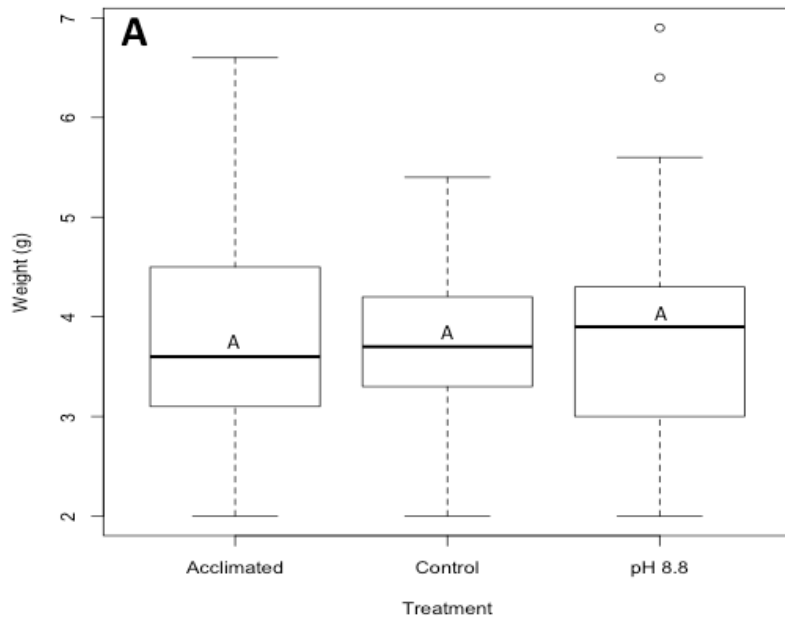 A
7
6
5
4
3
2
Weight (g)
A
A
A
Acclimated
Control
pH 8.8
Treatment